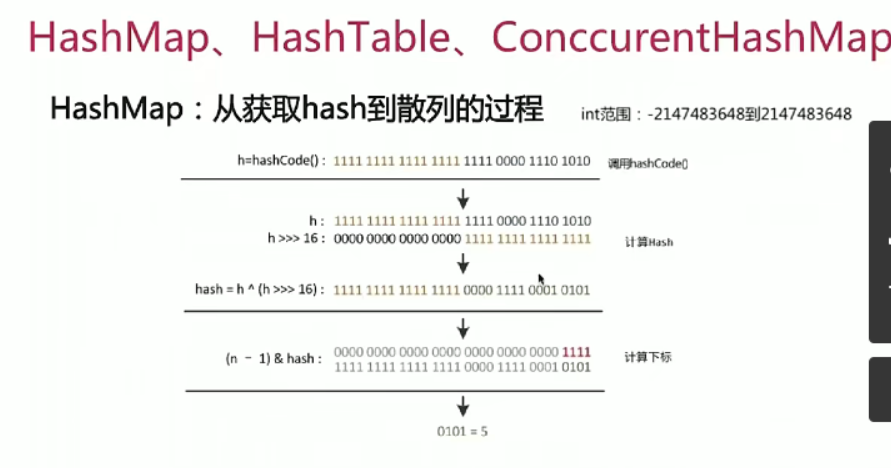 HashMap、HashTable、ConccurentHashMap
HashMap：从获取hash到散列的过程 int范围：-2147483648到2147483648
h=hashCode() : 1111 1111 1111 1111 1111 0000 1110 1010 调用hashCode()
h : 1111 1111 1111 1111 1111 0000 1110 1010
h >>> 16 : 0000 0000 0000 0000 1111 1111 1111 1111 计算Hash
hash = h ^ (h >>> 16) : 1111 1111 1111 1111 0000 1111 0001 0101
(n － 1) & hash : 0000 0000 0000 0000 0000 0000 0000 1111 计算下标
1111 1111 1111 1111 0000 1111 0001 0101
0101 = 5